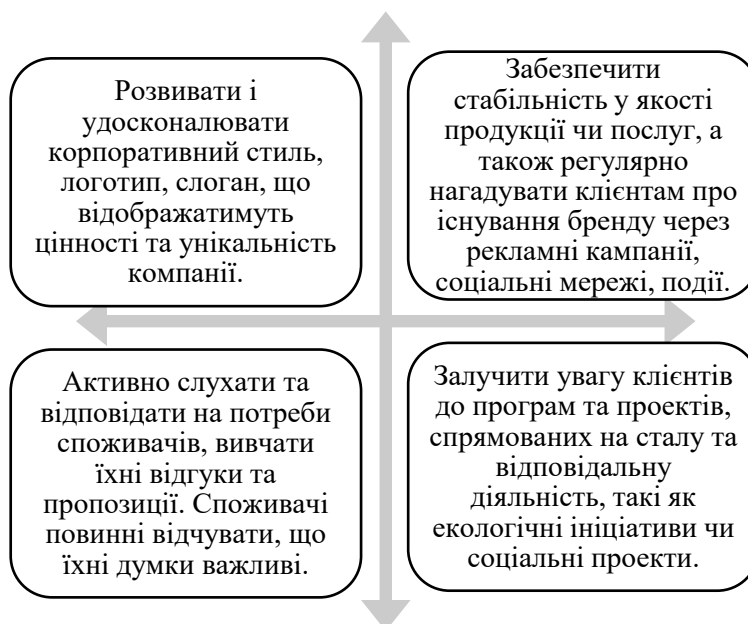 Розвивати і
удосконалювати
корпоративний стиль,
логотип, слоган, що
відображатимуть
цінності та унікальність
компанії.
Забезпечити
стабільність у якості
продукції чи послуг, а
також регулярно
нагадувати клієнтам про
існування бренду через
рекламні кампанії,
соціальні мережі, події.
Активно слухати та
відповідати на потреби
споживачів, вивчати
їхні відгуки та
пропозиції. Споживачі
повинні відчувати, що
їхні думки важливі.
Залучити увагу клієнтів
до програм та проектів,
спрямованих на сталу та
відповідальну
діяльність, такі як
екологічні ініціативи чи
соціальні проекти.